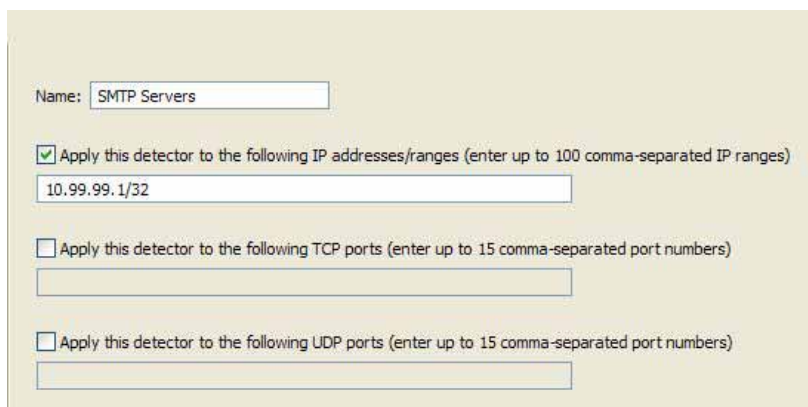 Name: SMTP Servers
Apply this detector to the following IP addresses/ranges (enter up to 100 comma-separated IP ranges)
10.99.99.1/32
Apply this detector to the following TCP ports (enter up to 15 comma-separated port numbers)
Apply this detector to the following UDP ports (enter up to 15 comma-separated port numbers)